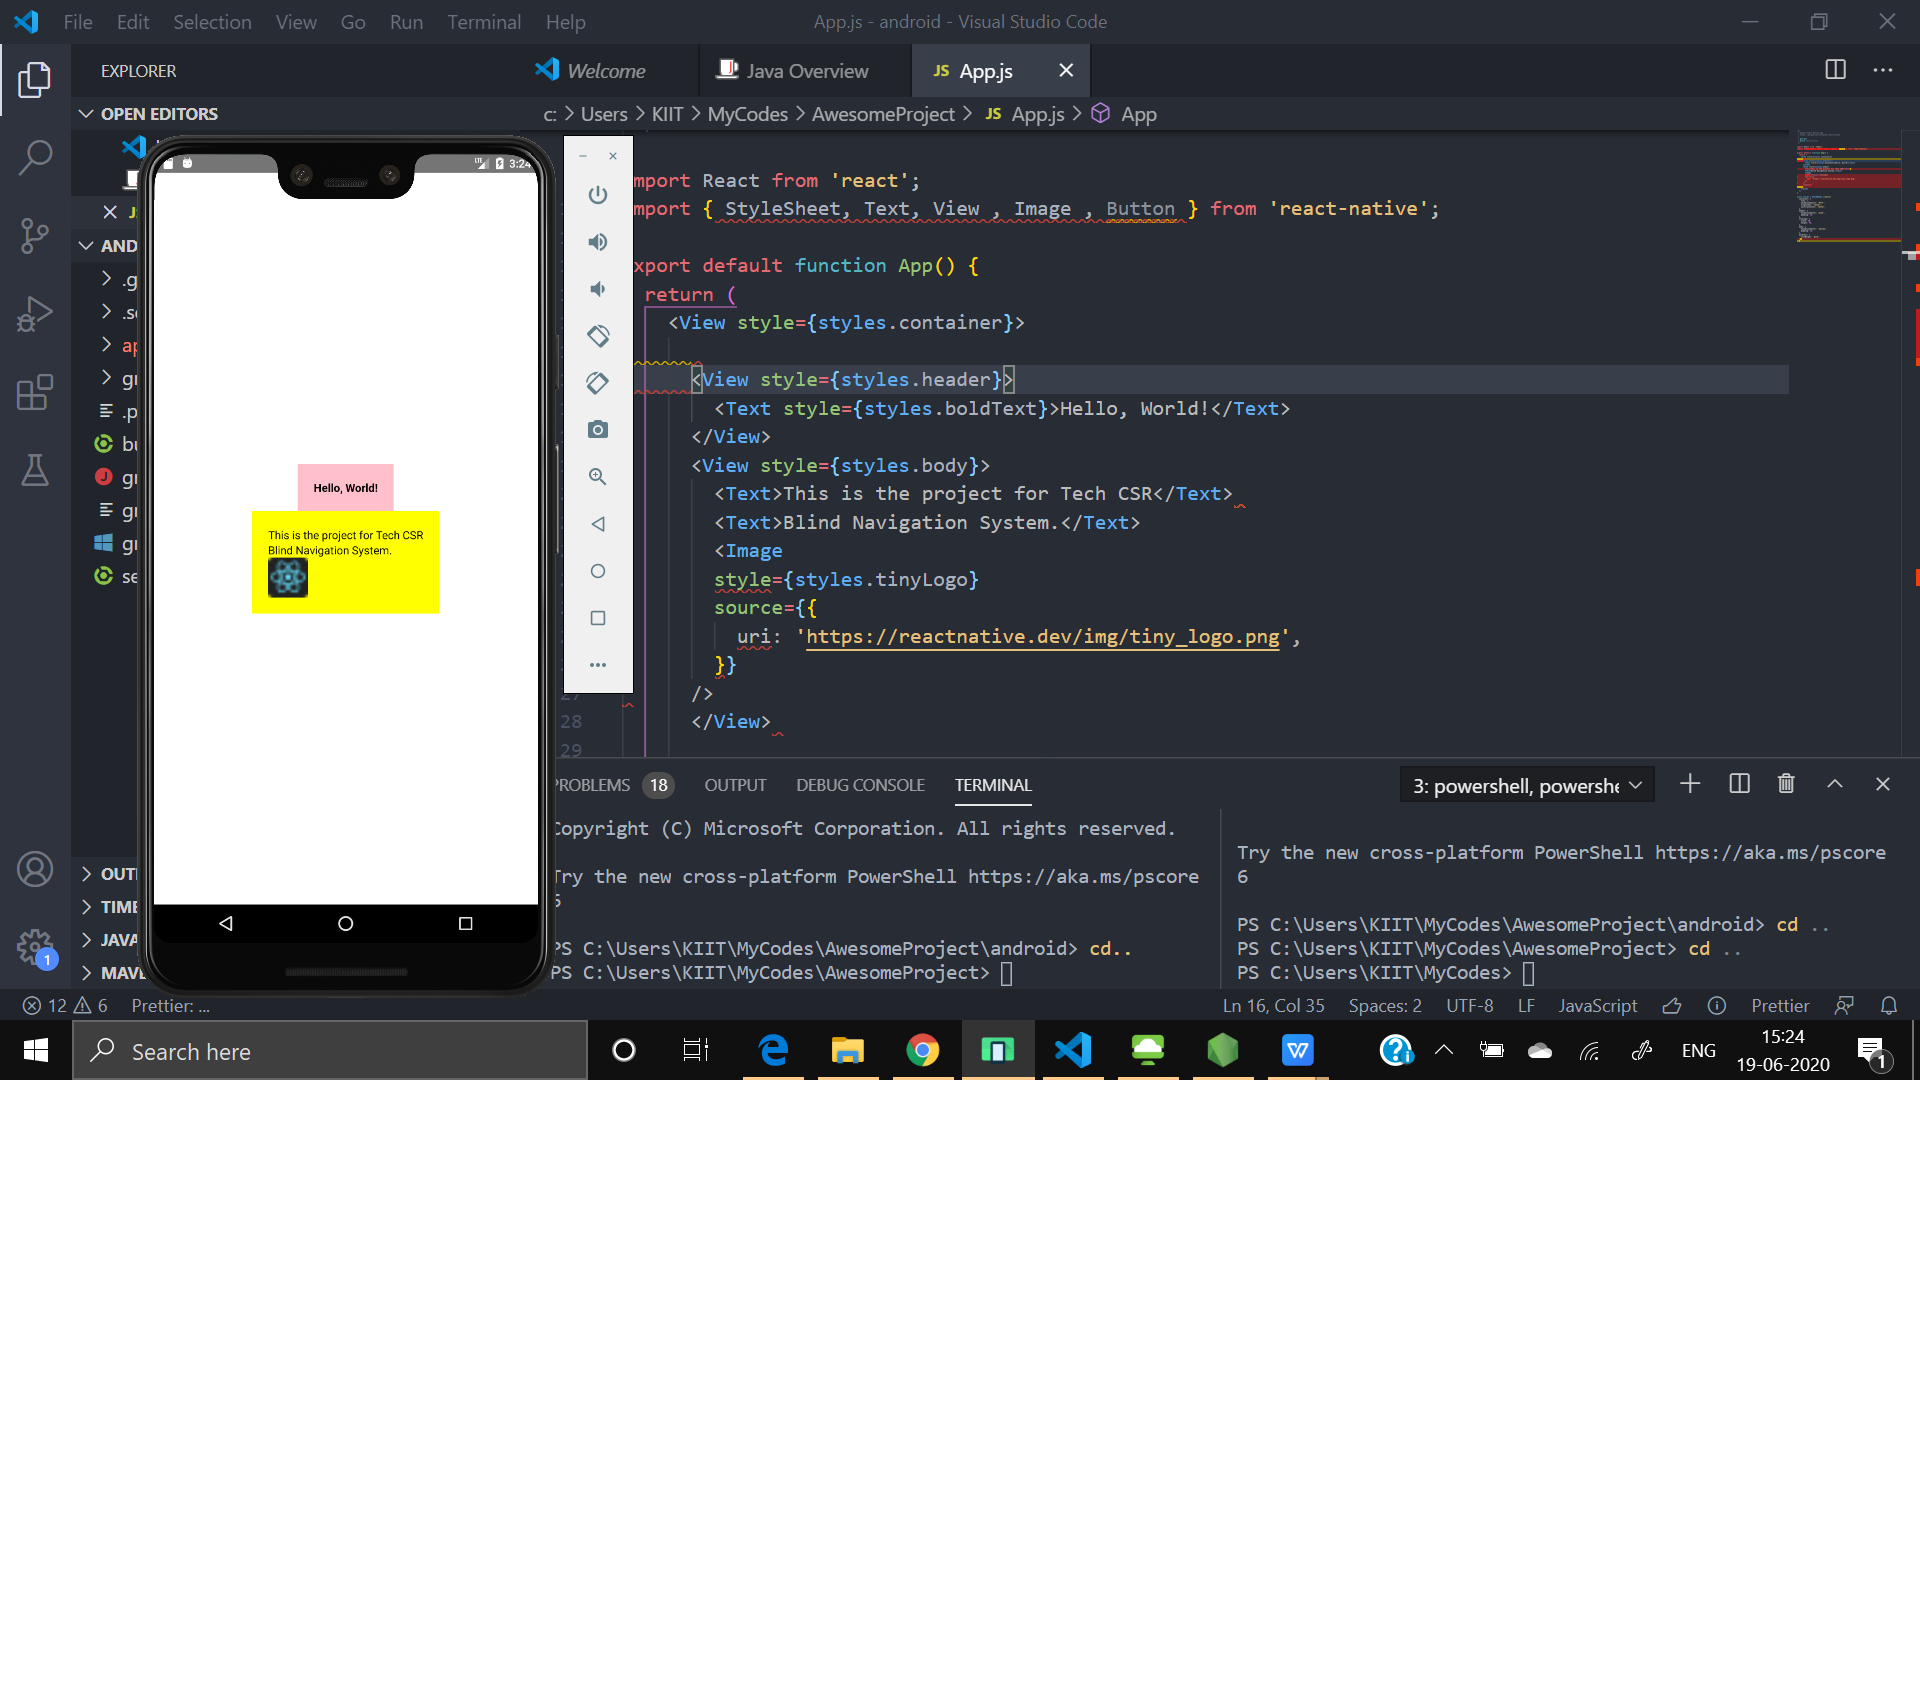 File Edit Selection View Go Run Terminal Help
App.js - android - Visual Studio Code
EXPLORER
Welcome
Java Overview
JS App.js
OPEN EDITORS
c: > Users > KIIT > MyCodes > AwesomeProject > JS App.js > App
3:24
mport React from 'react';
mport { StyleSheet, Text, View , Image , Button } from 'react-native';
xport default function App() {
return (
<View style={styles.container}>
<View style={styles.header}>
<Text style={styles.boldText}>Hello, World!</Text>
</View>
<View style={styles.body}>
<Text>This is the project for Tech CSR</Text>
<Text>Blind Navigation System.</Text>
<Image
style={styles.tinyLogo}
source={{
uri: 'https://reactnative.dev/img/tiny_logo.png',
}}
/>
28 </View>
29
AND
.g
.s
ap
gr
.p
bu
gr
gr
gr
se
Hello, World!
This is the project for Tech CSR
Blind Navigation System.
OUT
TIME
JAVA
MAVE
PROBLEMS 18 OUTPUT DEBUG CONSOLE TERMINAL
3: powershell, powershe
Copyright (C) Microsoft Corporation. All rights reserved.
Try the new cross-platform PowerShell https://aka.ms/pscore
6
PS C:\Users\KIIT\MyCodes\AwesomeProject\android> cd..
PS C:\Users\KIIT\MyCodes\AwesomeProject>
Try the new cross-platform PowerShell https://aka.ms/pscore
6
PS C:\Users\KIIT\MyCodes\AwesomeProject\android> cd ..
PS C:\Users\KIIT\MyCodes\AwesomeProject> cd ..
PS C:\Users\KIIT\MyCodes>
1
12 6 Prettier: ...
Ln 16, Col 35 Spaces: 2 UTF-8 LF JavaScript Prettier
Search here
ENG
15:24
19-06-2020
1